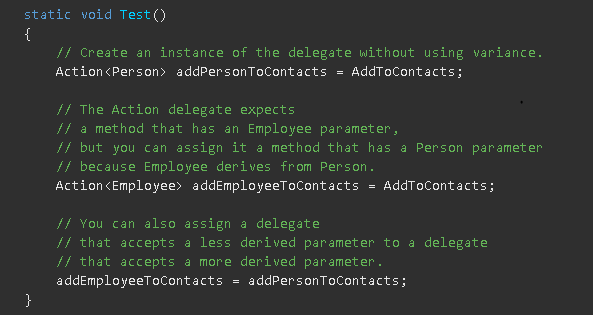 static void Test()
{
// Create an instance of the delegate without using variance.
Action<Person> addPersonToContacts = AddToContacts;
// The Action delegate expects
// a method that has an Employee parameter,
// but you can assign it a method that has a Person parameter
// because Employee derives from Person.
Action<Employee> addEmployeeToContacts = AddToContacts;
// You can also assign a delegate
// that accepts a less derived parameter to a delegate
// that accepts a more derived parameter.
addEmployeeToContacts = addPersonToContacts;
}